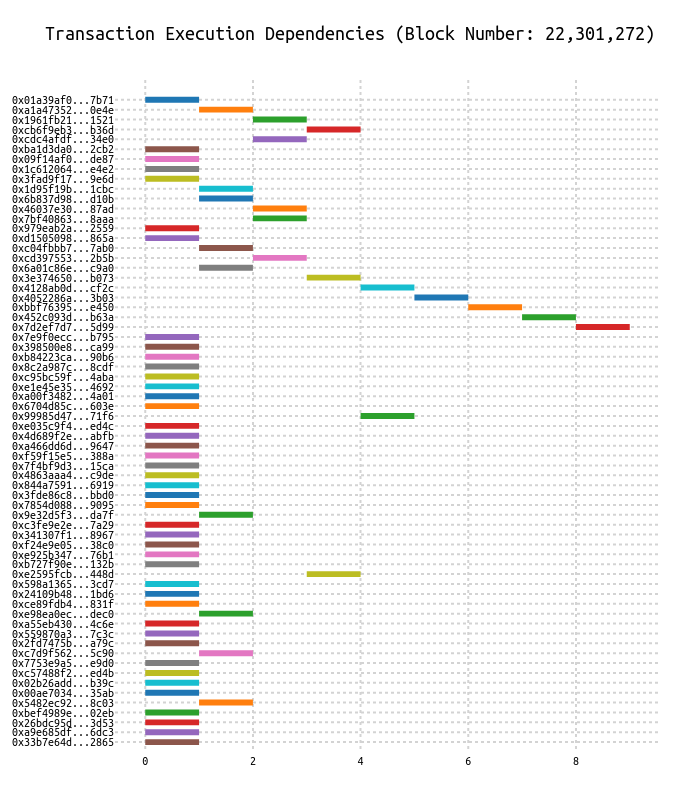 Transaction Execution Dependencies (Block Number: 22,301,272)
0x01a39af0...7b71
0xa1a47352...0e4e
0x1961fb21...1521
0xcb6f9eb3...b36d
0xcdc4afdf...34e0
0xba1d3da0...2cb2
0x09f14af0...de87
0x1c612064...e4e2
0x3fad9f17...9e6d
0x1d95f19b...1cbc
0x6b837d98...d10b
0x46037e30...87ad
0x7bf40863...8aaa
0x979eab2a...2559
0xd1505098...865a
0xc04fbbb7...7ab0
0xcd397553...2b5b
0x6a01c86e...c9a0
0x3e374650...b073
0x4128ab0d...cf2c
0x4052286a...3b03
0xbbf76395...e450
0x452c093d...b63a
0x7d2ef7d7...5d99
0x7e9f0ecc...b795
0x398500e8...ca99
0xb84223ca...90b6
0x8c2a987c...8cdf
0xc95bc59f...4aba
0xe1e45e35...4692
0xa00f3482...4a01
0x6704d85c...603e
0x99985d47...71f6
0xe035c9f4...ed4c
0x4d689f2e...abfb
0xa466dd6d...9647
0xf59f15e5...388a
0x7f4bf9d3...15ca
0x4863aaa4...c9de
0x844a7591...6919
0x3fde86c8...bbd0
0x7854d088...9095
0x9e32d5f3...da7f
0xc3fe9e2e...7a29
0x341307f1...8967
0xf24e9e05...38c0
0xe925b347...76b1
0xb727f90e...132b
0xe2595fcb...448d
0x598a1365...3cd7
0x24109b48...1bd6
0xce89fdb4...831f
0xe98ea0ec...dec0
0xa55eb430...4c6e
0x559870a3...7c3c
0x2fd7475b...a79c
0xc7d9f562...5c90
0x7753e9a5...e9d0
0xc57488f2...ed4b
0x02b26add...b39c
0x00ae7034...35ab
0x5482ec92...8c03
0xbef4989e...02eb
0x26bdc95d...3d53
0xa9e685df...6dc3
0x33b7e64d...2865
0 2 4 6 8